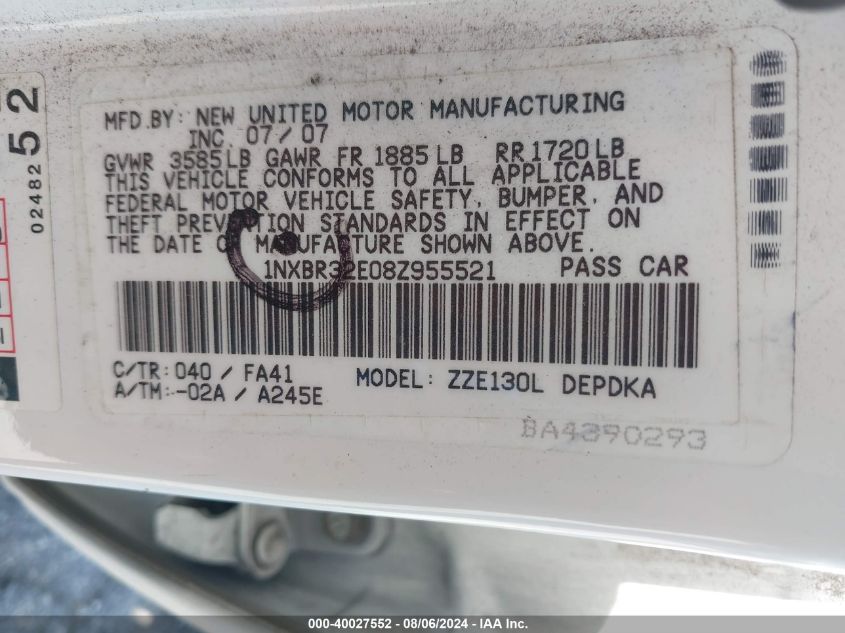 MFD.BY: NEW UNITED MOTOR MANUFACTURING
INC. 07/07
GVWR 3585LB GAWR FR 1885LB RR1720LB
THIS VEHICLE CONFORMS TO ALL APPLICABLE
FEDERAL MOTOR VEHICLE SAFETY, BUMPER, AND
THEFT PREVENTION STANDARDS IN EFFECT ON
THE DATE OF MANUFACTURE SHOWN ABOVE.
1NXBR32E08Z955521 PASS CAR
C/TR: 040 / FA41
A/TM:-02A / A245E
MODEL: ZZE130L DEPDKA
BA4390293
02482
52
000-40027552 - 08/06/2024 - IAA Inc.